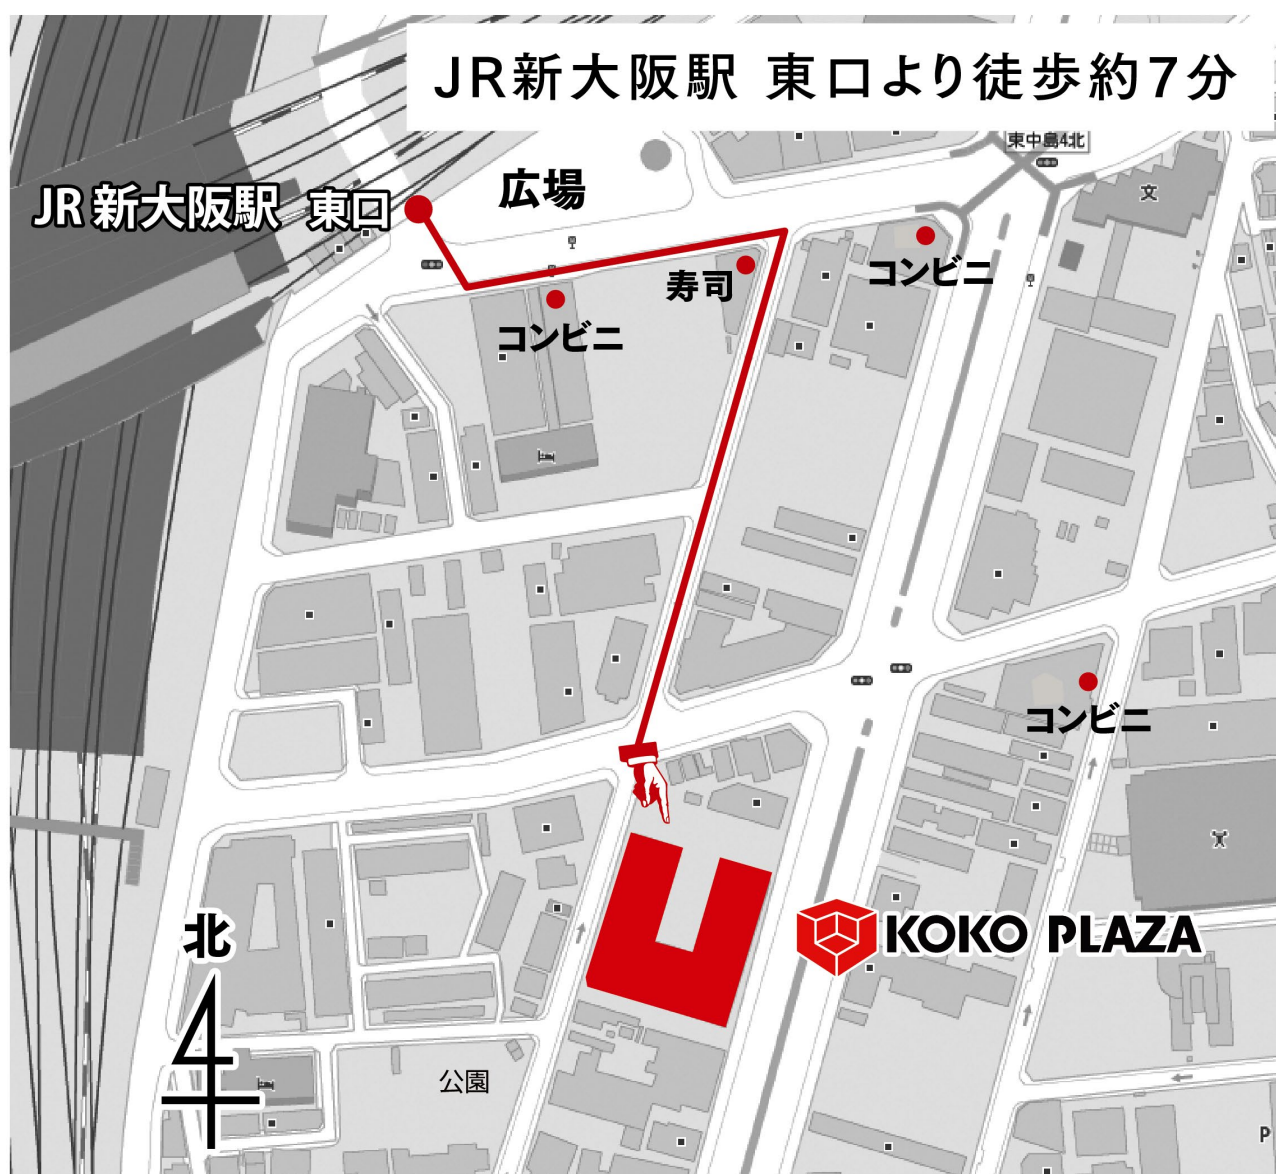 JR新大阪駅 東口より徒歩約7分
東中島4北
文
JR 新大阪駅 東口
広場
コンビニ
寿司
コンビニ
コンビニ
KOKO PLAZA
北
公園
P